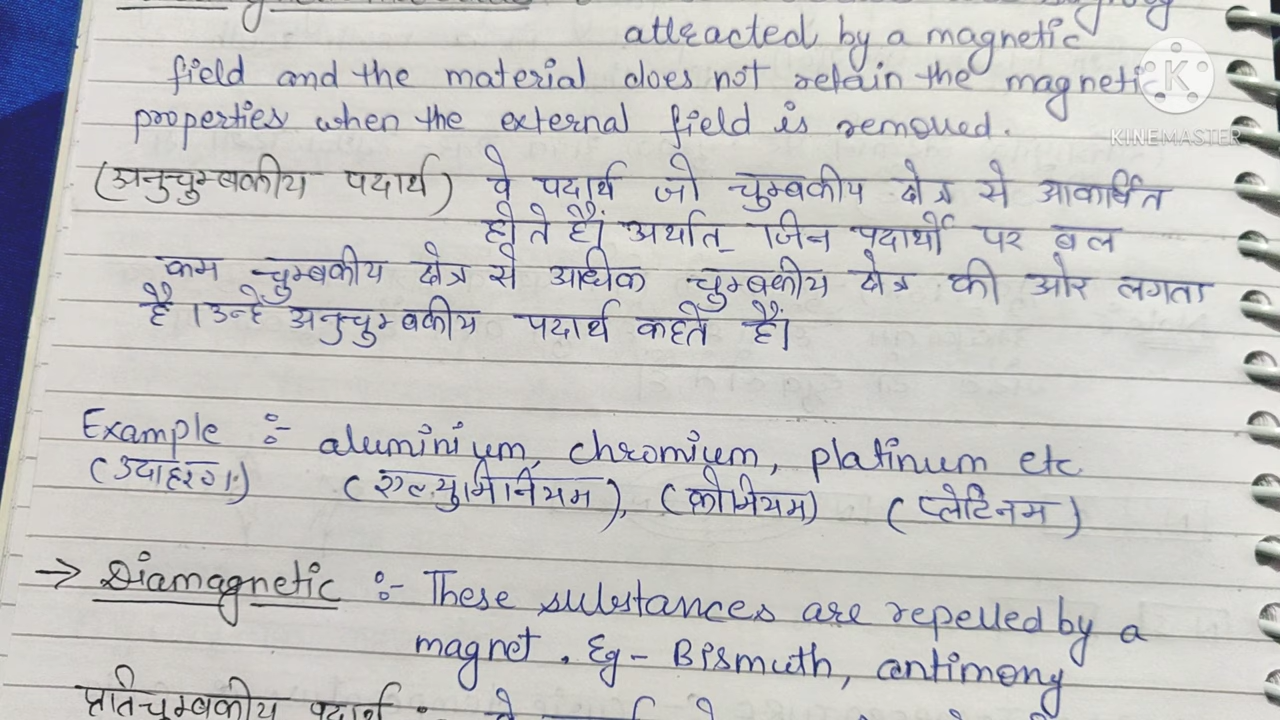 attracted by a magnetic
field and the material does not retain the magnetic
properties when the external field is removed.
KINEMASTER
(अनुचुम्बकीय पदार्थ) वे पदार्थ जो चुम्बकीय क्षेत्र से आकर्षित
होते हैं। अर्थात् जिन पदार्थों पर बल
कम चुम्बकीय क्षेत्र से अधिक चुम्बकीय क्षेत्र की ओर लगता
है। उन्हे अनुचुम्बकीय पदार्थ कहते हैं।
Example :- aluminium, chromium, platinum etc
(उदाहरण:) (एल्युमिनियम), (क्रोमियम) (प्लेटिनम)
→ Diamagnetic :- These substances are repelled by a
magnet. Eg - Bismuth, antimony
प्रतिचुम्बकीय पदार्थ :